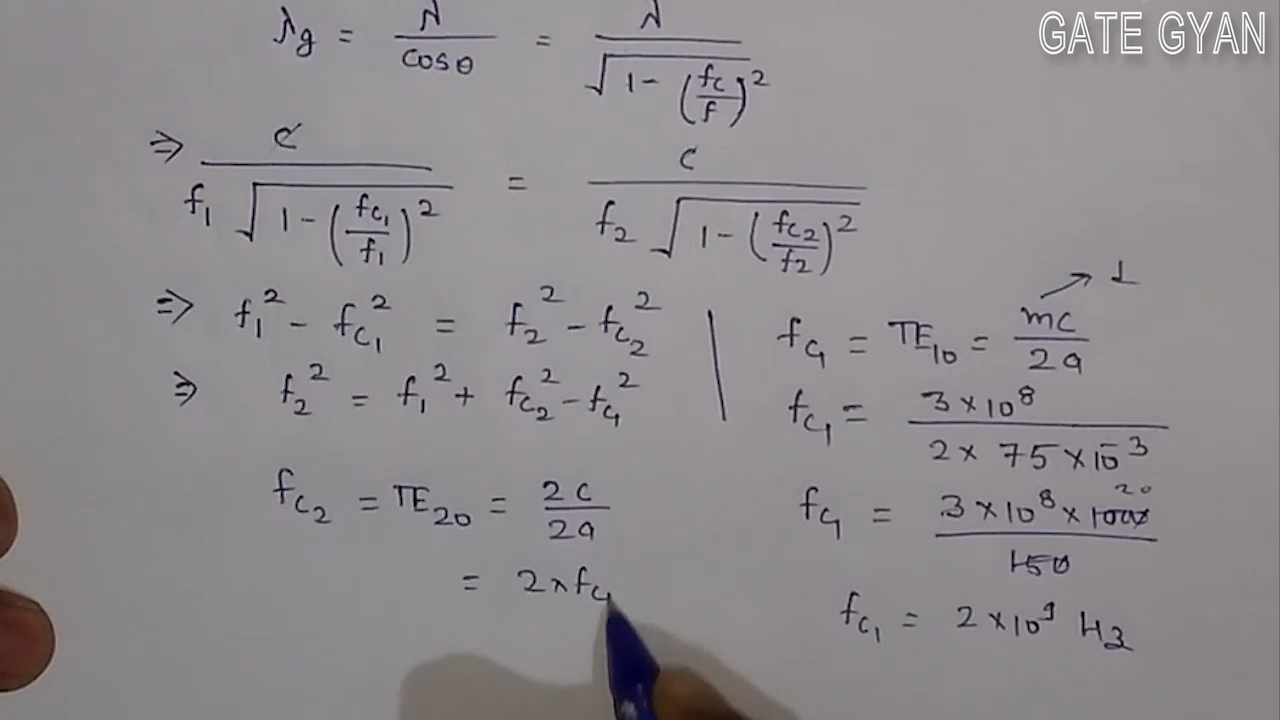 GATE GYAN
λg = λ / cosθ = λ / √(1 - (fc/f)²)
⇒ c / (f₁ √(1 - (fc₁/f₁)²)) = c / (f₂ √(1 - (fc₂/f₂)²))
⇒ f₁² - fc₁² = f₂² - fc₂²
⇒ f₂² = f₁² + fc₂² - fc₁²
fc₂ = TE₂₀ = 2c / 2a
= 2 × fc₁
fc₁ = TE₁₀ = mc / 2a → 1
fc₁ = 3 × 10⁸ / 2 × 75 × 10⁻³
fc₁ = 3 × 10⁸ × 1000 / 150 20
fc₁ = 2 × 10⁹ Hz